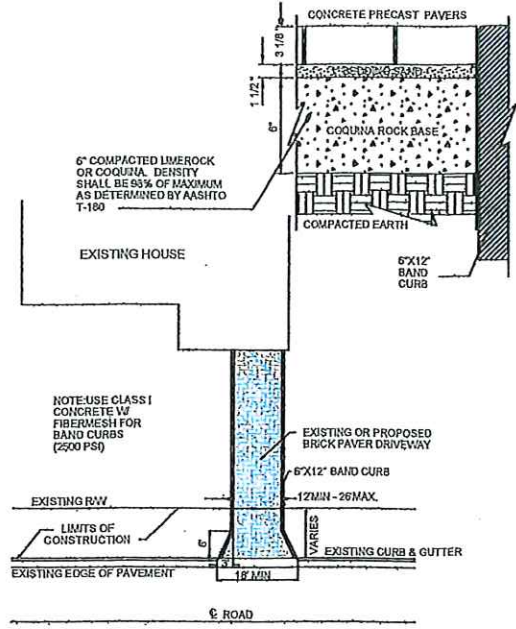 CONCRETE PRECAST PAVERS
3 1/8"
1 1/2"
6"
COQUINA ROCK BASE
6" COMPACTED LIMEROCK
OR COQUINA. DENSITY
SHALL BE 98% OF MAXIMUM
AS DETERMINED BY AASHTO
T-180
COMPACTED EARTH
EXISTING HOUSE
6"X12"
BAND
CURB
NOTE:USE CLASS I
CONCRETE W/
FIBERMESH FOR
BAND CURBS
(2500 PSI)
EXISTING OR PROPOSED
BRICK PAVER DRIVEWAY
6"X12" BAND CURB
12'MIN - 26'MAX.
EXISTING R/W
LIMITS OF
CONSTRUCTION
VARIES
6'
3'
EXISTING CURB & GUTTER
EXISTING EDGE OF PAVEMENT
18' MIN
℄ ROAD